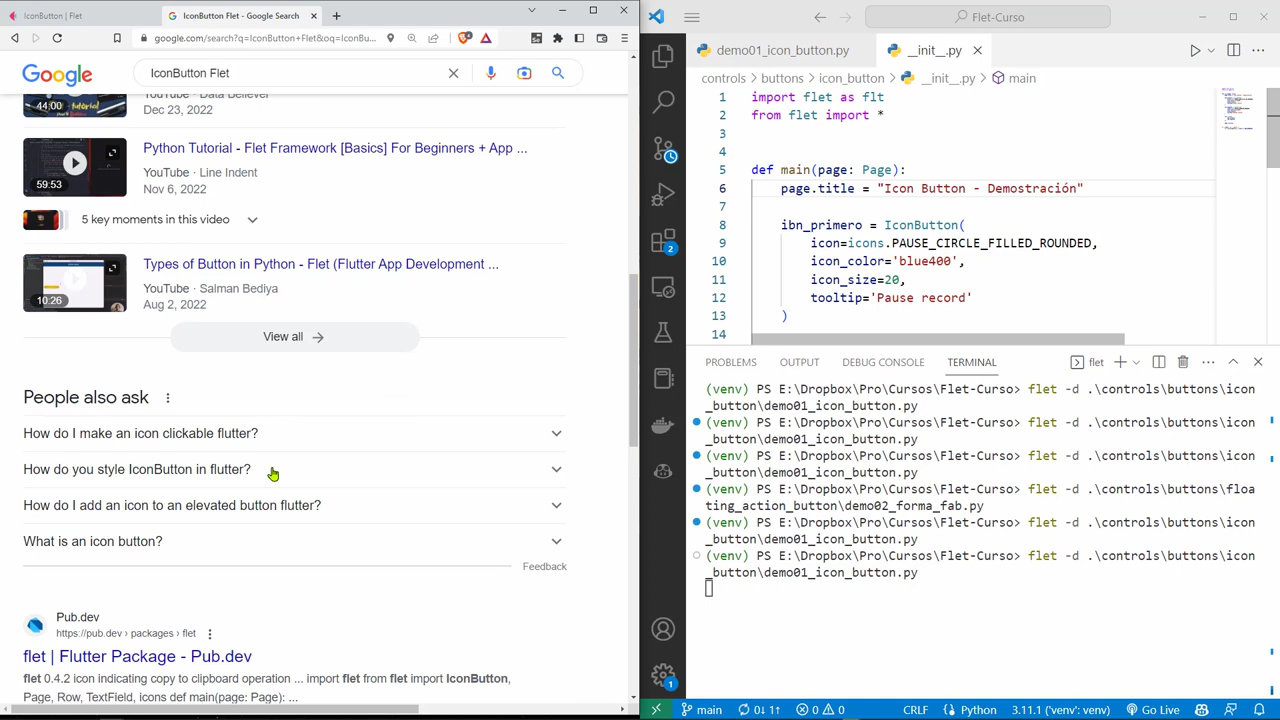 IconButton | Flet
IconButton Flet - Google Search
google.com/search?q=IconButton+Flet&oq=IconBu...
Google
IconButton Flet
YouTube · Data Believer
44:00
Dec 23, 2022
Python Tutorial - Flet Framework [Basics] For Beginners + App ...
YouTube · Line Indent
59:53
Nov 6, 2022
5 key moments in this video
Types of Button in Python - Flet (Flutter App Development ...
YouTube · Salman Bediya
10:26
Aug 2, 2022
View all
People also ask
How do I make an icon clickable flutter?
How do you style IconButton in flutter?
How do I add an icon to an elevated button flutter?
What is an icon button?
Feedback
Pub.dev
https://pub.dev › packages › flet
flet | Flutter Package - Pub.dev
flet 0.4.2 icon indicating copy to clipboard operation ... import flet from flet import IconButton,
Page, Row, TextField, icons def main(page: Page): ...
Flet-Curso
demo01_icon_button.py
__init__.py
controls > buttons > icon_button > __init__.py > main
1 import flet as flt
2 from flet import *
3
4
5 def main(page: Page):
6 page.title = "Icon Button - Demostración"
7
8 ibn_primero = IconButton(
9 icon=icons.PAUSE_CIRCLE_FILLED_ROUNDED,
10 icon_color='blue400',
11 icon_size=20,
12 tooltip='Pause record'
13 )
14
PROBLEMS OUTPUT DEBUG CONSOLE TERMINAL flet
(venv) PS E:\Dropbox\Pro\Cursos\Flet-Curso> flet -d .\controls\buttons\icon
_button\demo01_icon_button.py
(venv) PS E:\Dropbox\Pro\Cursos\Flet-Curso> flet -d .\controls\buttons\icon
_button\demo01_icon_button.py
(venv) PS E:\Dropbox\Pro\Cursos\Flet-Curso> flet -d .\controls\buttons\icon
_button\demo01_icon_button.py
(venv) PS E:\Dropbox\Pro\Cursos\Flet-Curso> flet -d .\controls\buttons\floa
ting_action_button\demo02_forma_fab.py
(venv) PS E:\Dropbox\Pro\Cursos\Flet-Curso> flet -d .\controls\buttons\icon
_button\demo01_icon_button.py
(venv) PS E:\Dropbox\Pro\Cursos\Flet-Curso> flet -d .\controls\buttons\icon
_button\demo01_icon_button.py
2
1
main 0↓ 1↑ 0 0 CRLF Python 3.11.1 ('venv': venv) Go Live